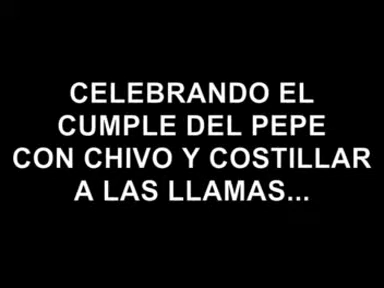 CELEBRANDO EL
CUMPLE DEL PEPE
CON CHIVO Y COSTILLAR
A LAS LLAMAS...